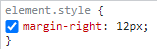 element.style {
margin-right: 12px;
}